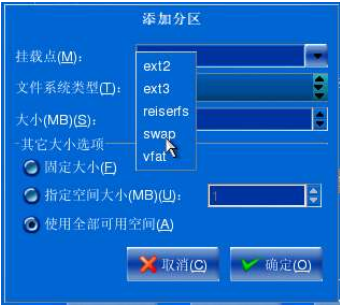 添加分区
挂载点(M):
ext2
文件系统类型(T):
ext3
reiserfs
大小(MB)(S):
swap
其它大小选项
vfat
固定大小(F)
指定空间大小(MB)(U):
1
使用全部可用空间(A)
取消(C)
确定(O)